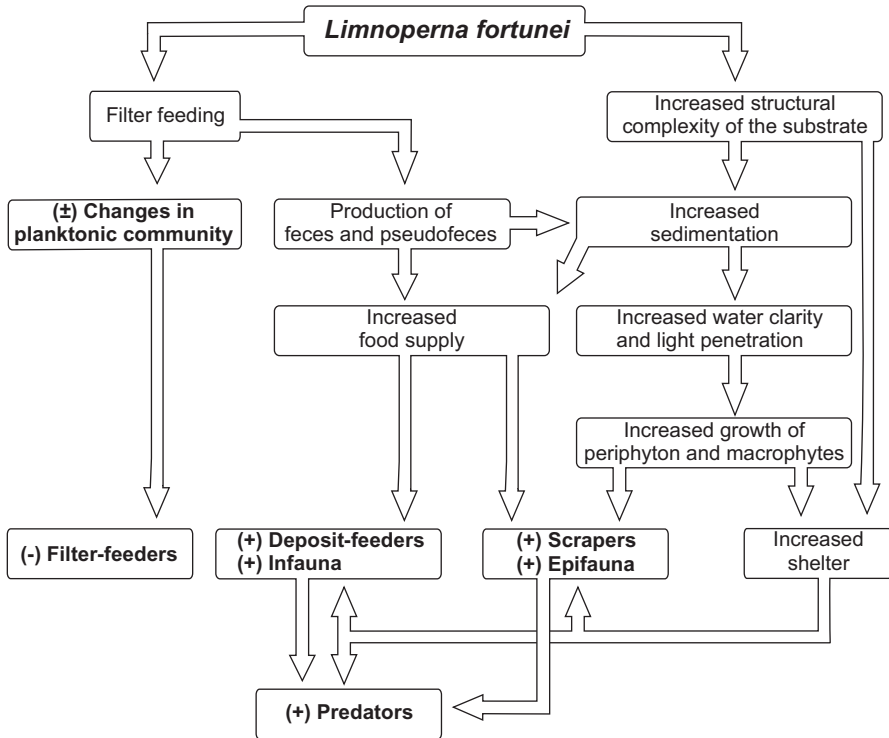 Limnoperna fortunei
Filter feeding
Increased structural
complexity of the substrate
(±) Changes in
planktonic community
Production of
feces and pseudofeces
Increased
sedimentation
Increased
food supply
Increased water clarity
and light penetration
Increased growth of
periphyton and macrophytes
(-) Filter-feeders
(+) Deposit-feeders
(+) Infauna
(+) Scrapers
(+) Epifauna
Increased
shelter
(+) Predators